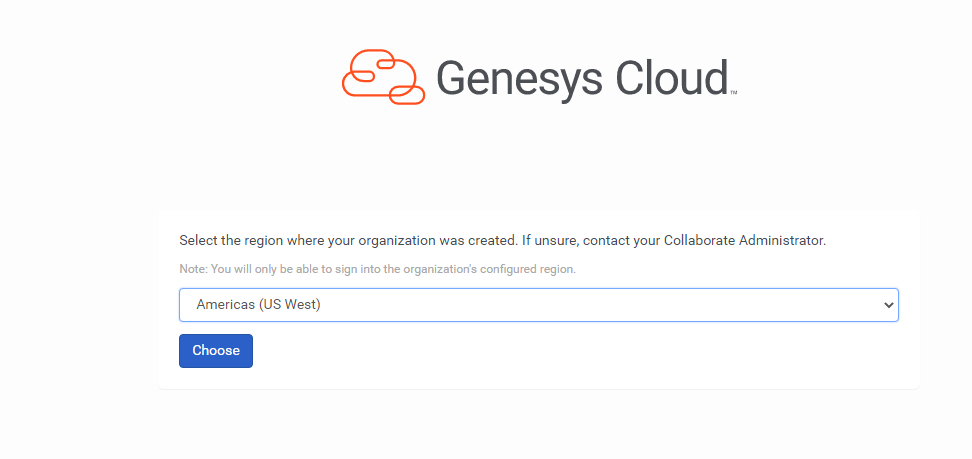 Genesys Cloud™
Select the region where your organization was created. If unsure, contact your Collaborate Administrator.
Note: You will only be able to sign into the organization's configured region.
Americas (US West)
Choose